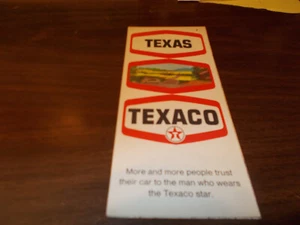 TEXAS
TEXACO
T
More and more people trust
their car to the man who wears
the Texaco star.